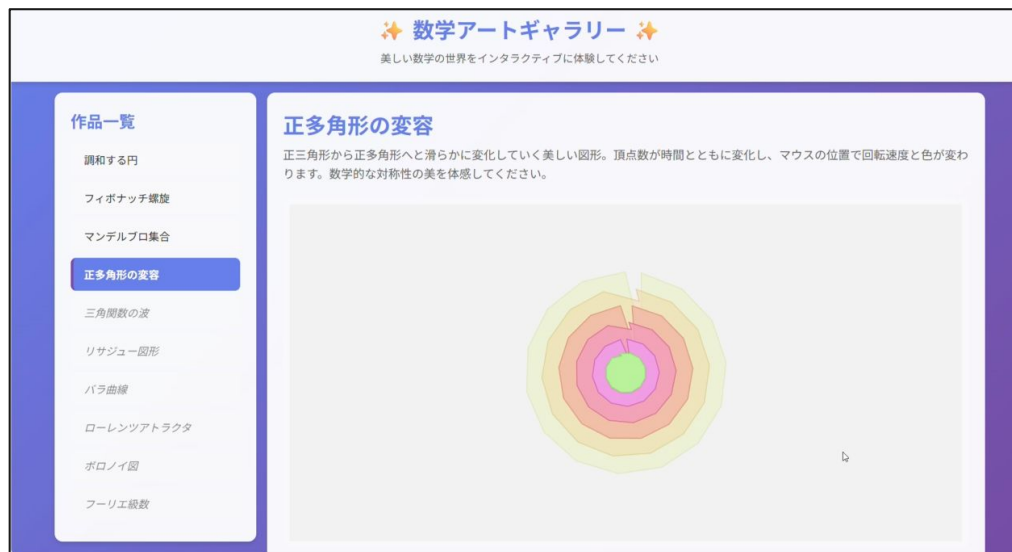 ✨ 数学アートギャラリー ✨
美しい数学の世界をインタラクティブに体験してください
作品一覧
調和する円
フィボナッチ螺旋
マンデルブロ集合
正多角形の変容
三角関数の波
リサジュー図形
バラ曲線
ローレンツアトラクタ
ボロノイ図
フーリエ級数
正多角形の変容
正三角形から正多角形へと滑らかに変化していく美しい図形。頂点数が時間とともに変化し、マウスの位置で回転速度と色が変わ
ります。数学的な対称性の美を体感してください。